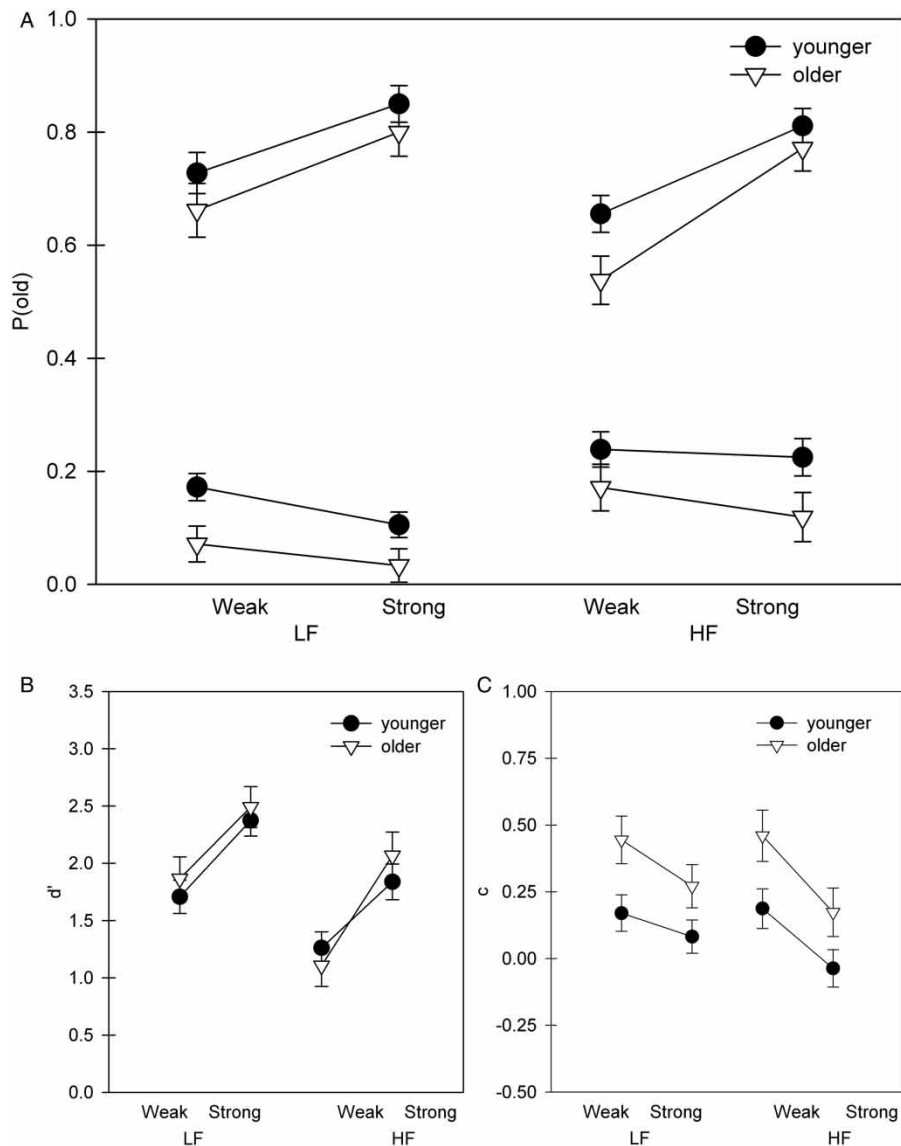 A
1.0
younger
older
0.8
0.6
P(old)
0.4
0.2
0.0
Weak Strong Weak Strong
LF HF
B
3.5
younger
older
3.0
2.5
2.0
d'
1.5
1.0
0.5
0.0
Weak Strong Weak Strong
LF HF
C
1.00
younger
older
0.75
0.50
0.25
c
0.00
-0.25
-0.50
Weak Strong Weak Strong
LF HF